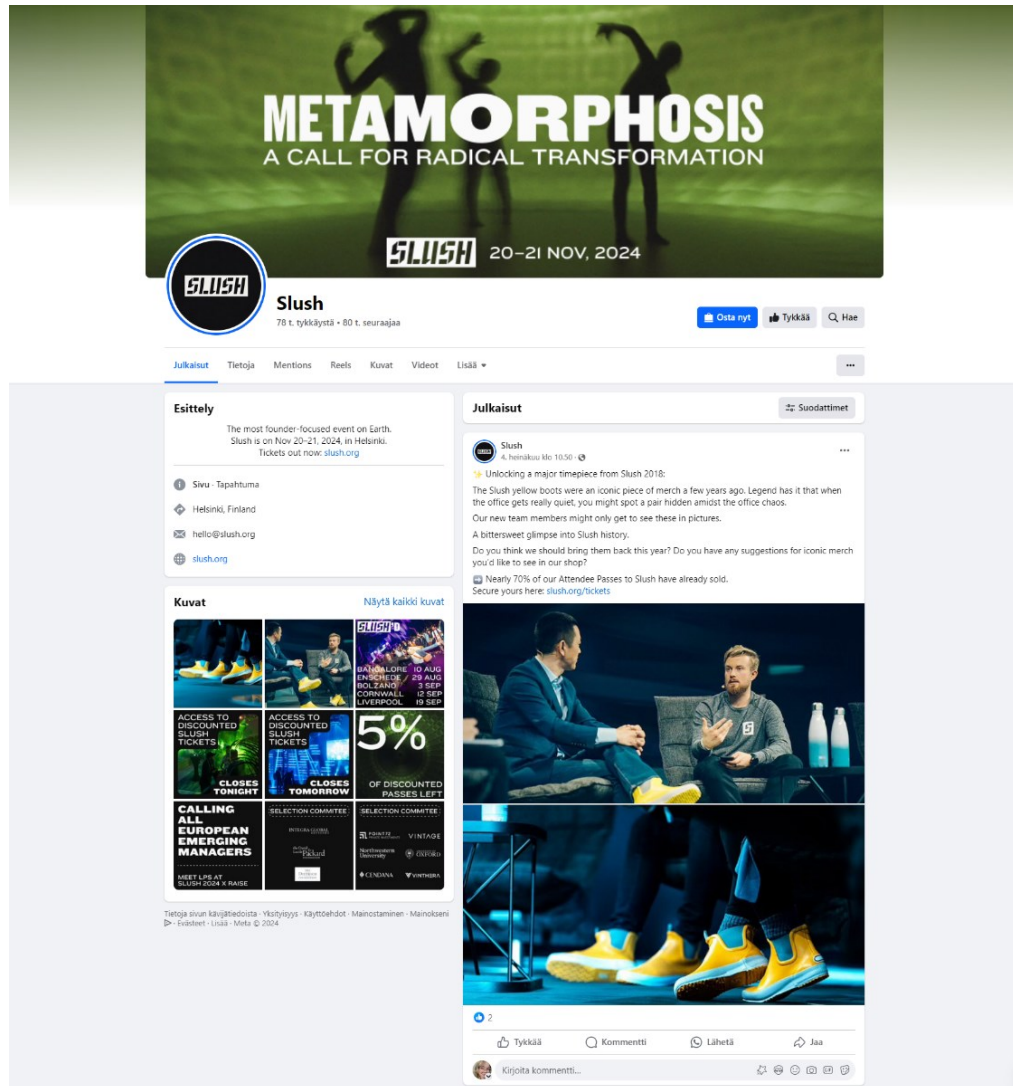 METAMORPHOSIS
A CALL FOR RADICAL TRANSFORMATION
SLUSH 20–21 NOV, 2024
SLUSH
Slush
78 t. tykkäystä • 80 t. seuraajaa
Osta nyt
Tykkää
Hae
Julkaisut
Tietoja
Mentions
Reels
Kuvat
Videot
Lisää
Esittely
The most founder-focused event on Earth.
Slush is on Nov 20–21, 2024, in Helsinki.
Tickets out now: slush.org
Sivu · Tapahtuma
Helsinki, Finland
hello@slush.org
slush.org
Kuvat
Näytä kaikki kuvat
SLUSH'D
BANGALORE 10 AUG
ENSCHEDE 29 AUG
BOLZANO 3 SEP
CORNWALL 12 SEP
LIVERPOOL 19 SEP
ACCESS TO
DISCOUNTED
SLUSH
TICKETS
CLOSES
TONIGHT
ACCESS TO
DISCOUNTED
SLUSH
TICKETS
CLOSES
TOMORROW
5%
OF DISCOUNTED
PASSES LEFT
CALLING
ALL
EUROPEAN
EMERGING
MANAGERS
MEET LPS AT
SLUSH 2024 X RAISE
SELECTION COMMITEE
Packard
SELECTION COMMITEE
POINT72
VINTAGE
Northwestern
University
OXFORD
CENDANA
VINTHERA
Tietoja sivun kävijätiedoista · Yksityisyys · Käyttöehdot · Mainostaminen · Mainokseni
· Evästeet · Lisää · Meta © 2024
Julkaisut
Suodattimet
Slush
4. heinäkuu klo 10.50 ·
Unlocking a major timepiece from Slush 2018:
The Slush yellow boots were an iconic piece of merch a few years ago. Legend has it that when
the office gets really quiet, you might spot a pair hidden amidst the office chaos.
Our new team members might only get to see these in pictures.
A bittersweet glimpse into Slush history.
Do you think we should bring them back this year? Do you have any suggestions for iconic merch
you'd like to see in our shop?
Nearly 70% of our Attendee Passes to Slush have already sold.
Secure yours here: slush.org/tickets
2
Tykkää
Kommentti
Lähetä
Jaa
Kirjoita kommentti...